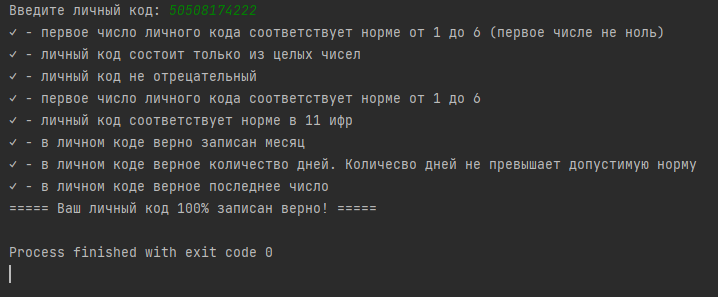 Введите личный код: 50508174222
✓ - первое число личного кода соответствует норме от 1 до 6 (первое числе не ноль)
✓ - личный код состоит только из целых чисел
✓ - личный код не отрецательный
✓ - первое число личного кода соответствует норме от 1 до 6
✓ - личный код соответствует норме в 11 ифр
✓ - в личном коде верно записан месяц
✓ - в личном коде верное количество дней. Количесво дней не превышает допустимую норму
✓ - в личном коде верное последнее число
===== Ваш личный код 100% записан верно! =====
Process finished with exit code 0